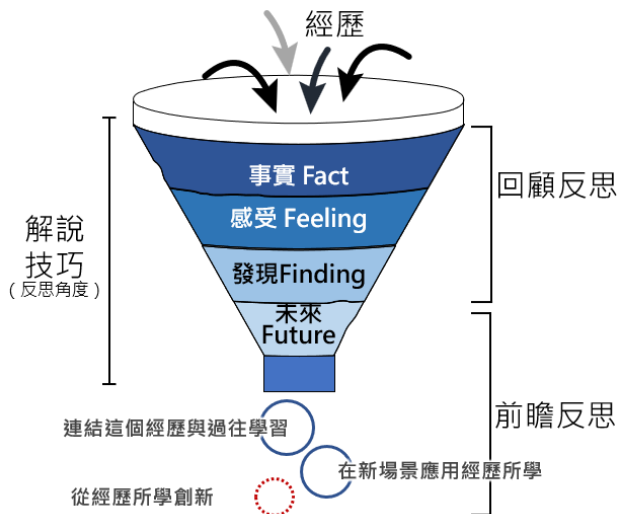 經歷
事實 Fact
感受 Feeling
發現Finding
未來
Future
解說
技巧
(反思角度)
回顧反思
前瞻反思
連結這個經歷與過往學習
在新場景應用經歷所學
從經歷所學創新